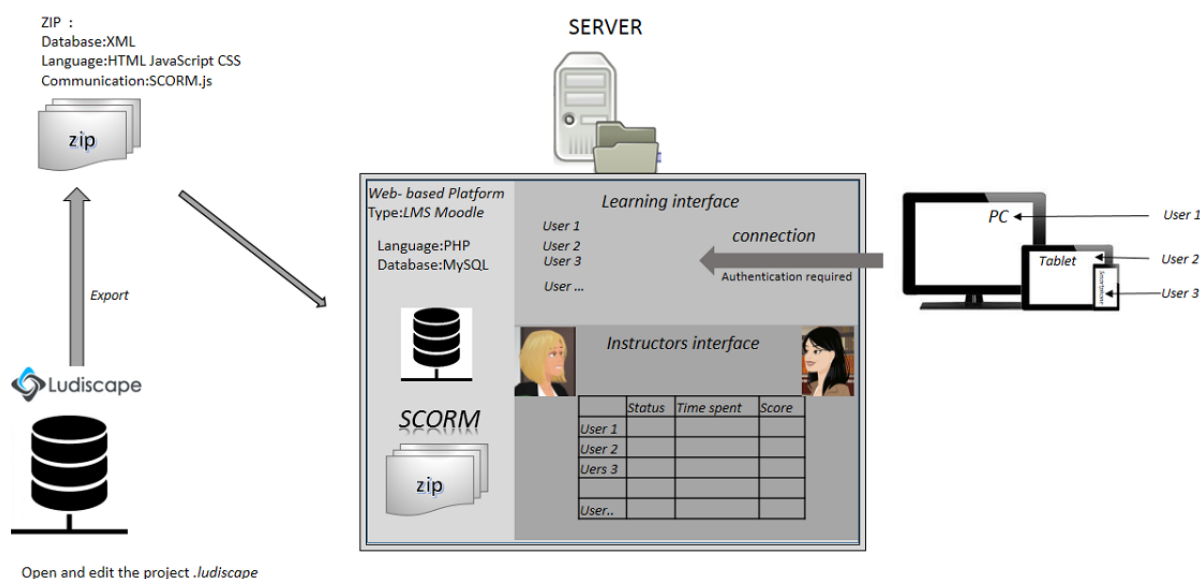 ZIP :
Database:XML
Language:HTML JavaScript CSS
Communication:SCORM.js
zip
Export
Ludiscape
Open and edit the project .ludiscape
SERVER
Web- based Platform
Type:LMS Moodle
Language:PHP
Database:MySQL
SCORM
zip
Learning interface
User 1
User 2
User 3
User ...
connection
Authentication required
Instructors interface
Status Time spent Score
User 1
User 2
Uers 3
User..
PC
Tablet
Smartphone
User 1
User 2
User 3